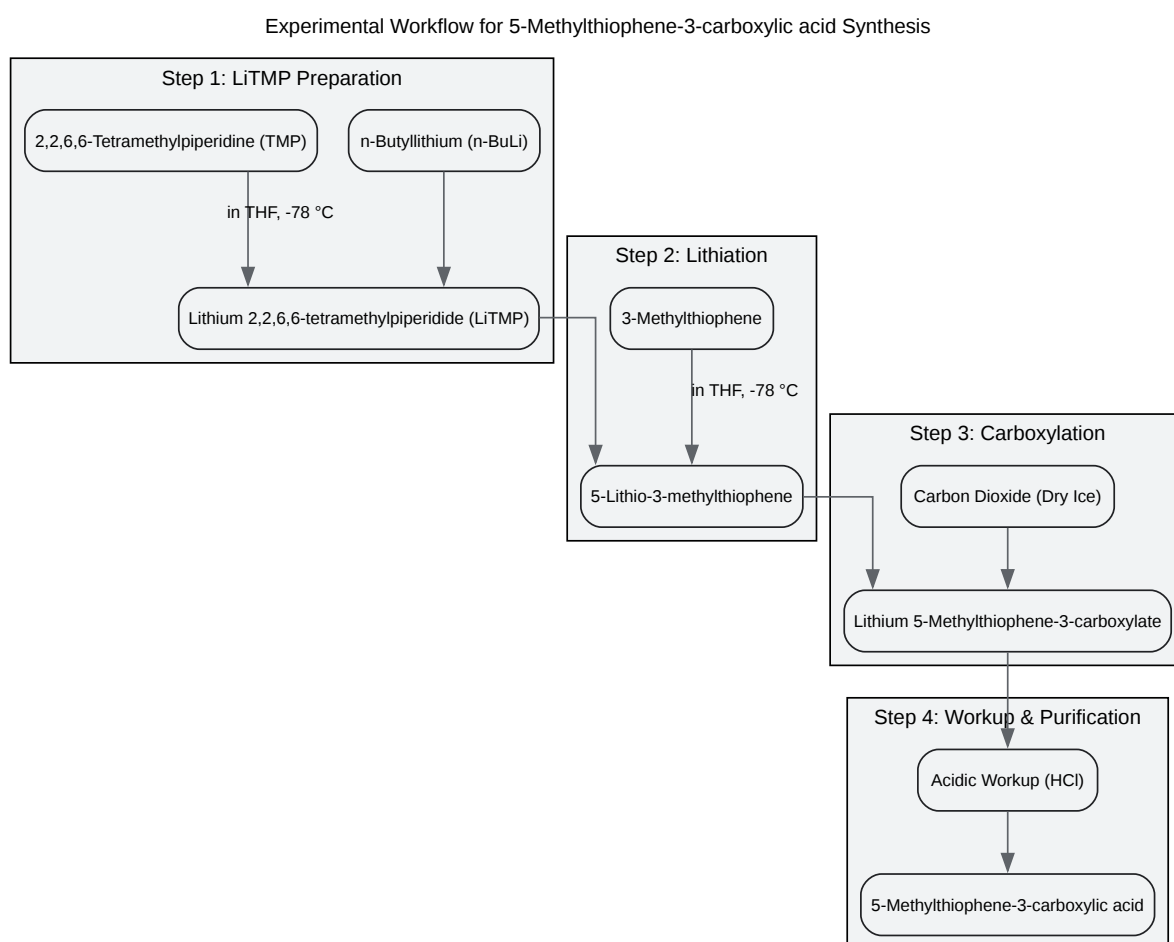 Experimental Workflow for 5-Methylthiophene-3-carboxylic acid Synthesis
Step 1: LiTMP Preparation
2,2,6,6-Tetramethylpiperidine (TMP)
n-Butyllithium (n-BuLi)
in THF, -78 °C
Lithium 2,2,6,6-tetramethylpiperidide (LiTMP)
Step 2: Lithiation
3-Methylthiophene
in THF, -78 °C
5-Lithio-3-methylthiophene
Step 3: Carboxylation
Carbon Dioxide (Dry Ice)
Lithium 5-Methylthiophene-3-carboxylate
Step 4: Workup & Purification
Acidic Workup (HCl)
5-Methylthiophene-3-carboxylic acid